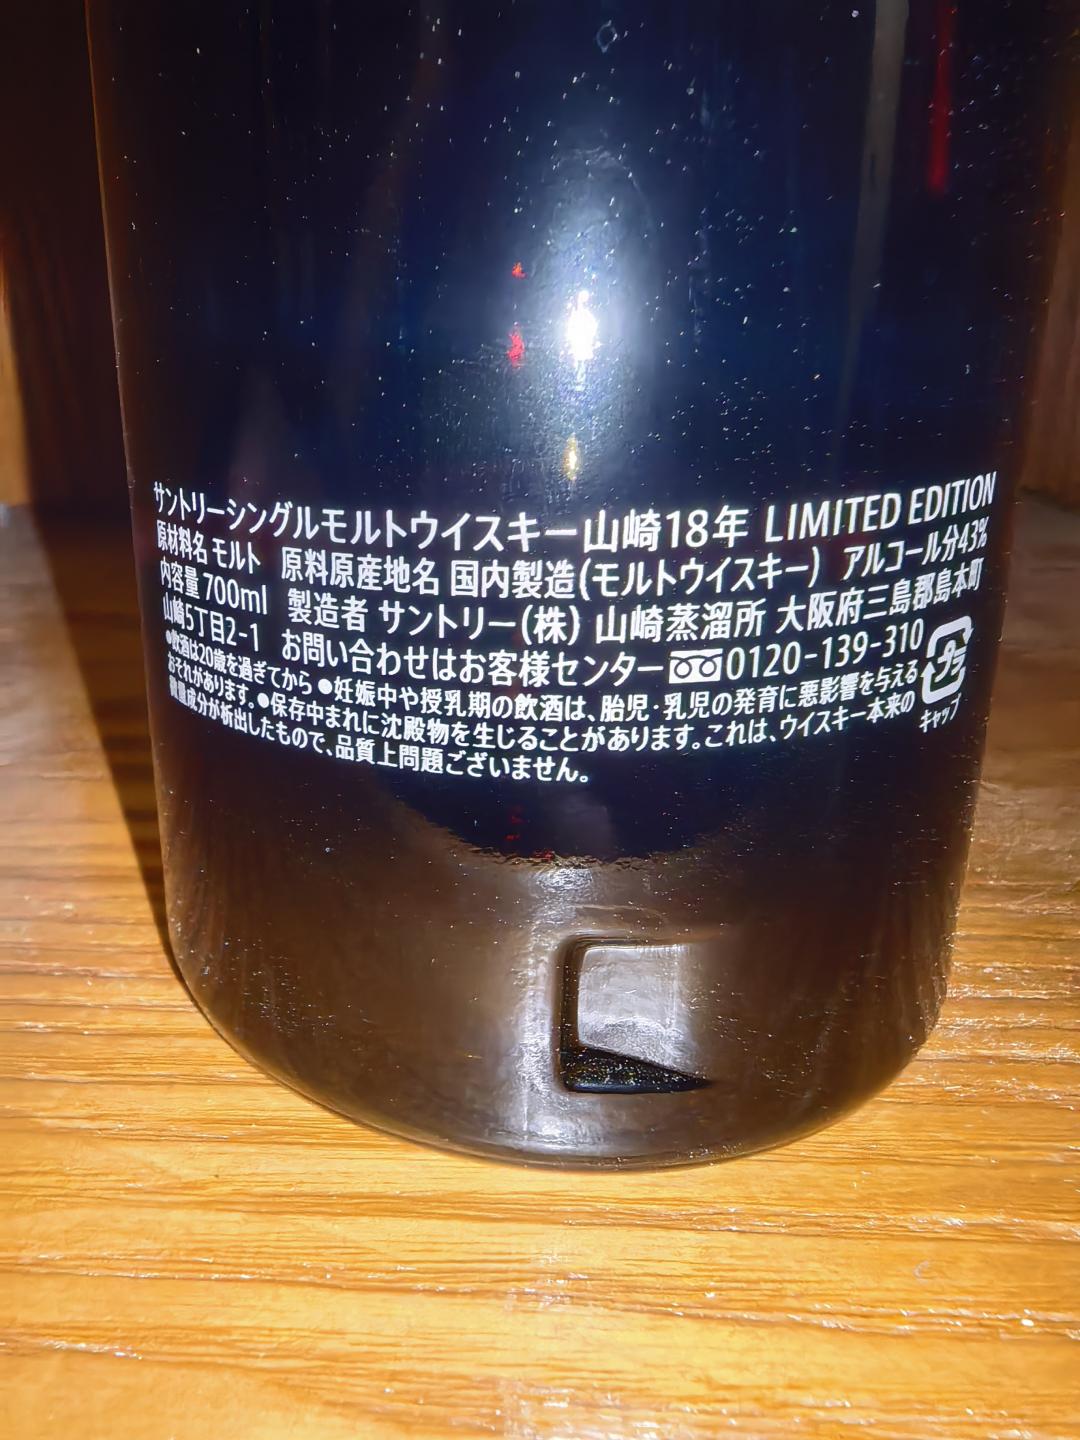 サントリーシングルモルトウイスキー山崎18年 LIMITED EDITION
原材料名 モルト 原料原産地名 国内製造(モルトウイスキー) アルコール分43%
内容量 700ml 製造者 サントリー(株) 山崎蒸溜所 大阪府三島郡島本町
山崎5丁目2-1 お問い合わせはお客様センター 0120-139-310
●飲酒は20歳を過ぎてから ●妊娠中や授乳期の飲酒は、胎児・乳児の発育に悪影響を与える
おそれがあります。●保存中まれに沈殿物を生じることがあります。これは、ウイスキー本来の
微量成分が析出したもので、品質上問題ございません。
プラ
キャップ